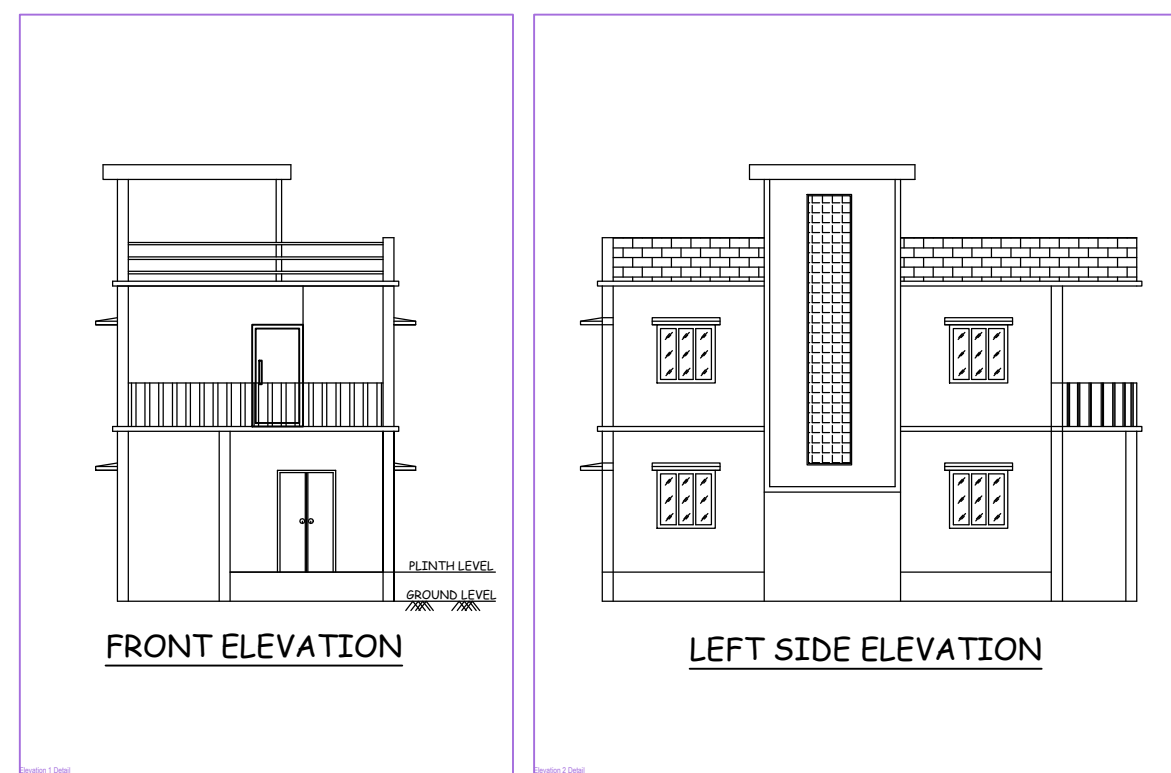 PLINTH LEVEL
GROUND LEVEL
FRONT ELEVATION
LEFT SIDE ELEVATION
Elevation 1 Detail
Elevation 2 Detail